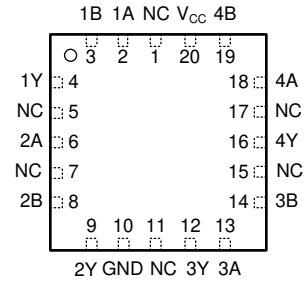 1B 1A NC VCC 4B
3 2 1 20 19
1Y 4 18 4A
NC 5 17 NC
2A 6 16 4Y
NC 7 15 NC
2B 8 14 3B
9 10 11 12 13
2Y GND NC 3Y 3A